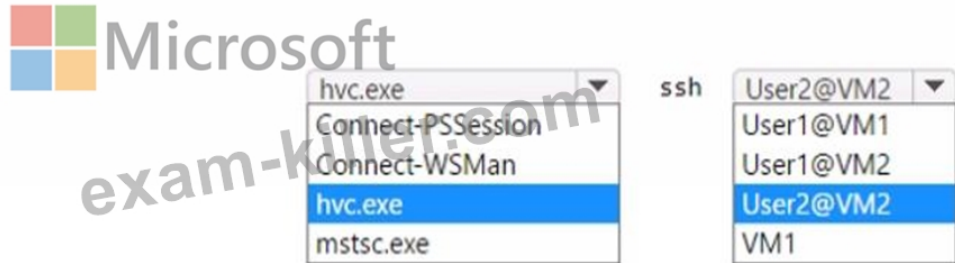 Microsoft
hvc.exe ssh User2@VM2
Connect-PSSession User1@VM1
Connect-WSMan User1@VM2
hvc.exe User2@VM2
mstsc.exe VM1
exam-killer.com